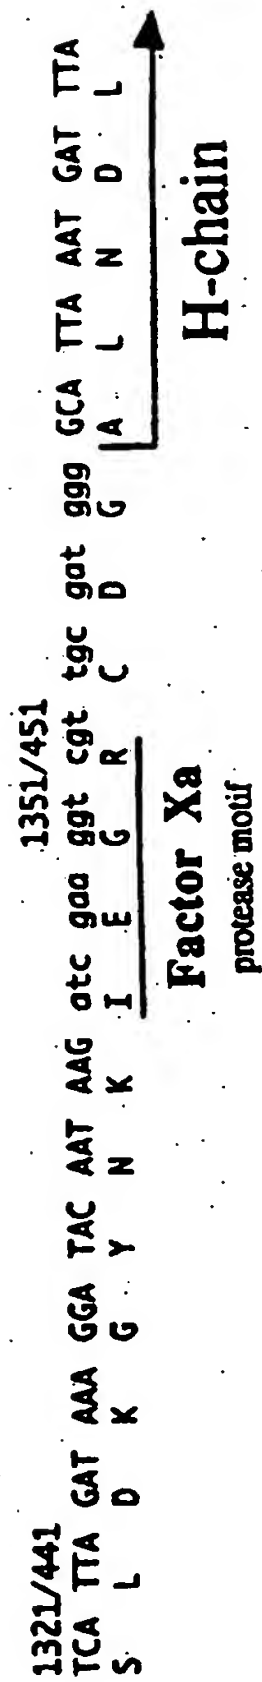 1321/441 1351/451
TCA TTA GAT AAA GGA TAC AAT AAG atc gaa ggt cgt tgc gat ggg GCA TTA AAT GAT TTA
S L D K G Y N K I E G R C D G A L N D L
Factor Xa
protease motif
H-chain